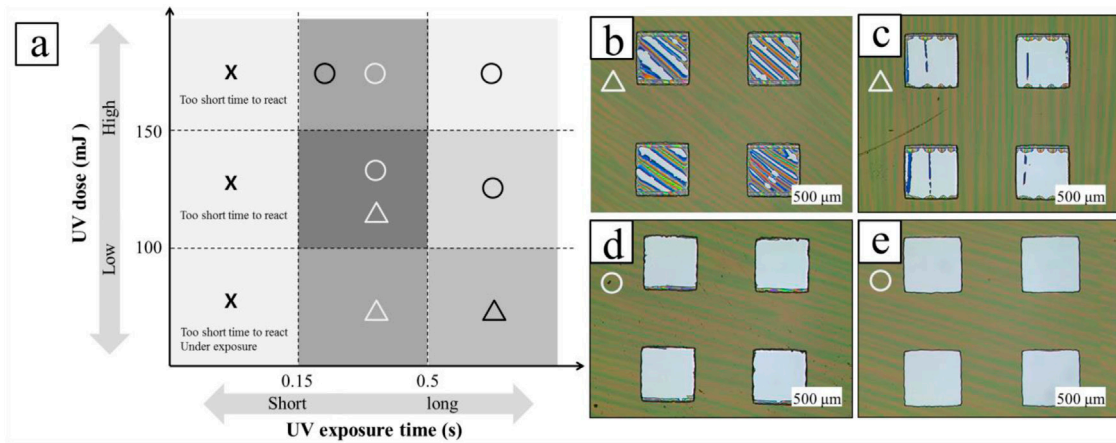 a
UV dose (mJ )
High
Low
150
100
X
Too short time to react
X
Too short time to react
X
Too short time to react
Under exposure
0.15
0.5
Short
long
UV exposure time (s)
b
500 μm
c
500 μm
d
500 μm
e
500 μm